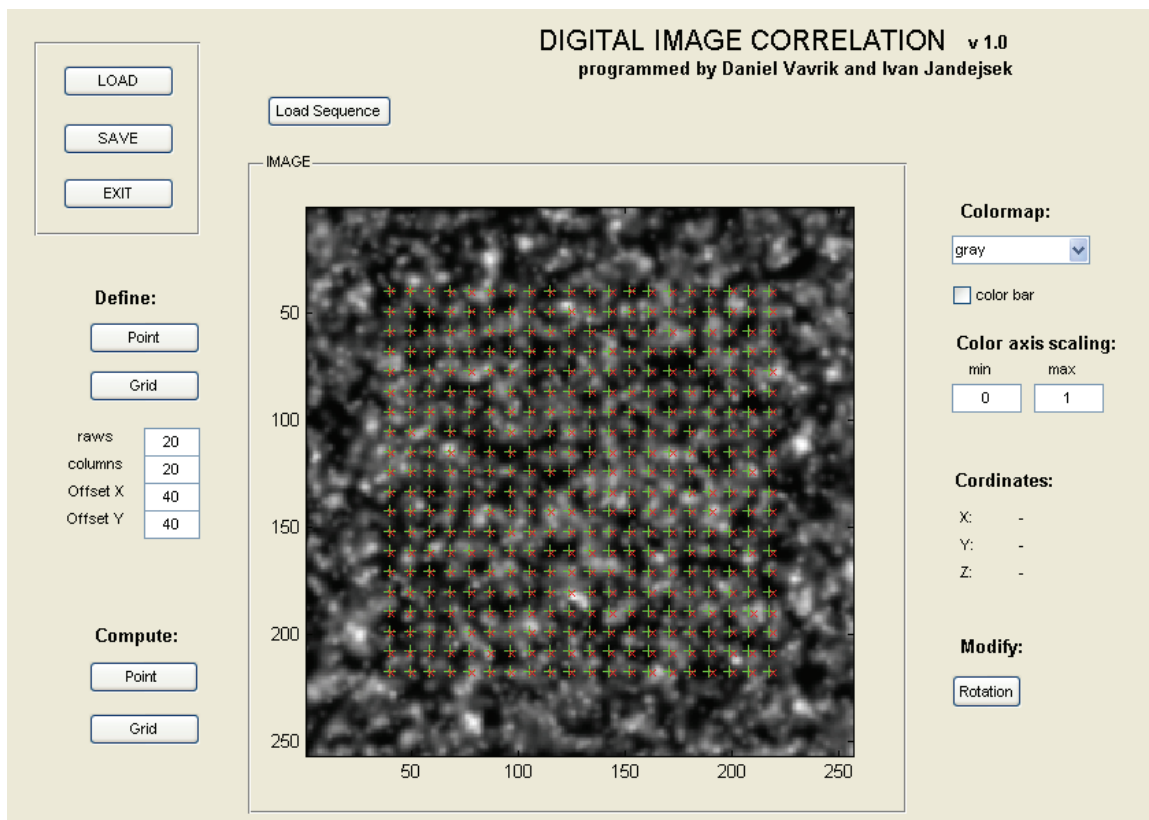 DIGITAL IMAGE CORRELATION v 1.0
programmed by Daniel Vavrik and Ivan Jandejsek
LOAD
SAVE
EXIT
Load Sequence
IMAGE
Define:
Point
Grid
raws 20
columns 20
Offset X 40
Offset Y 40
Compute:
Point
Grid
50
100
150
200
250
50 100 150 200 250
Colormap:
gray
color bar
Color axis scaling:
min max
0 1
Cordinates:
X: -
Y: -
Z: -
Modify:
Rotation